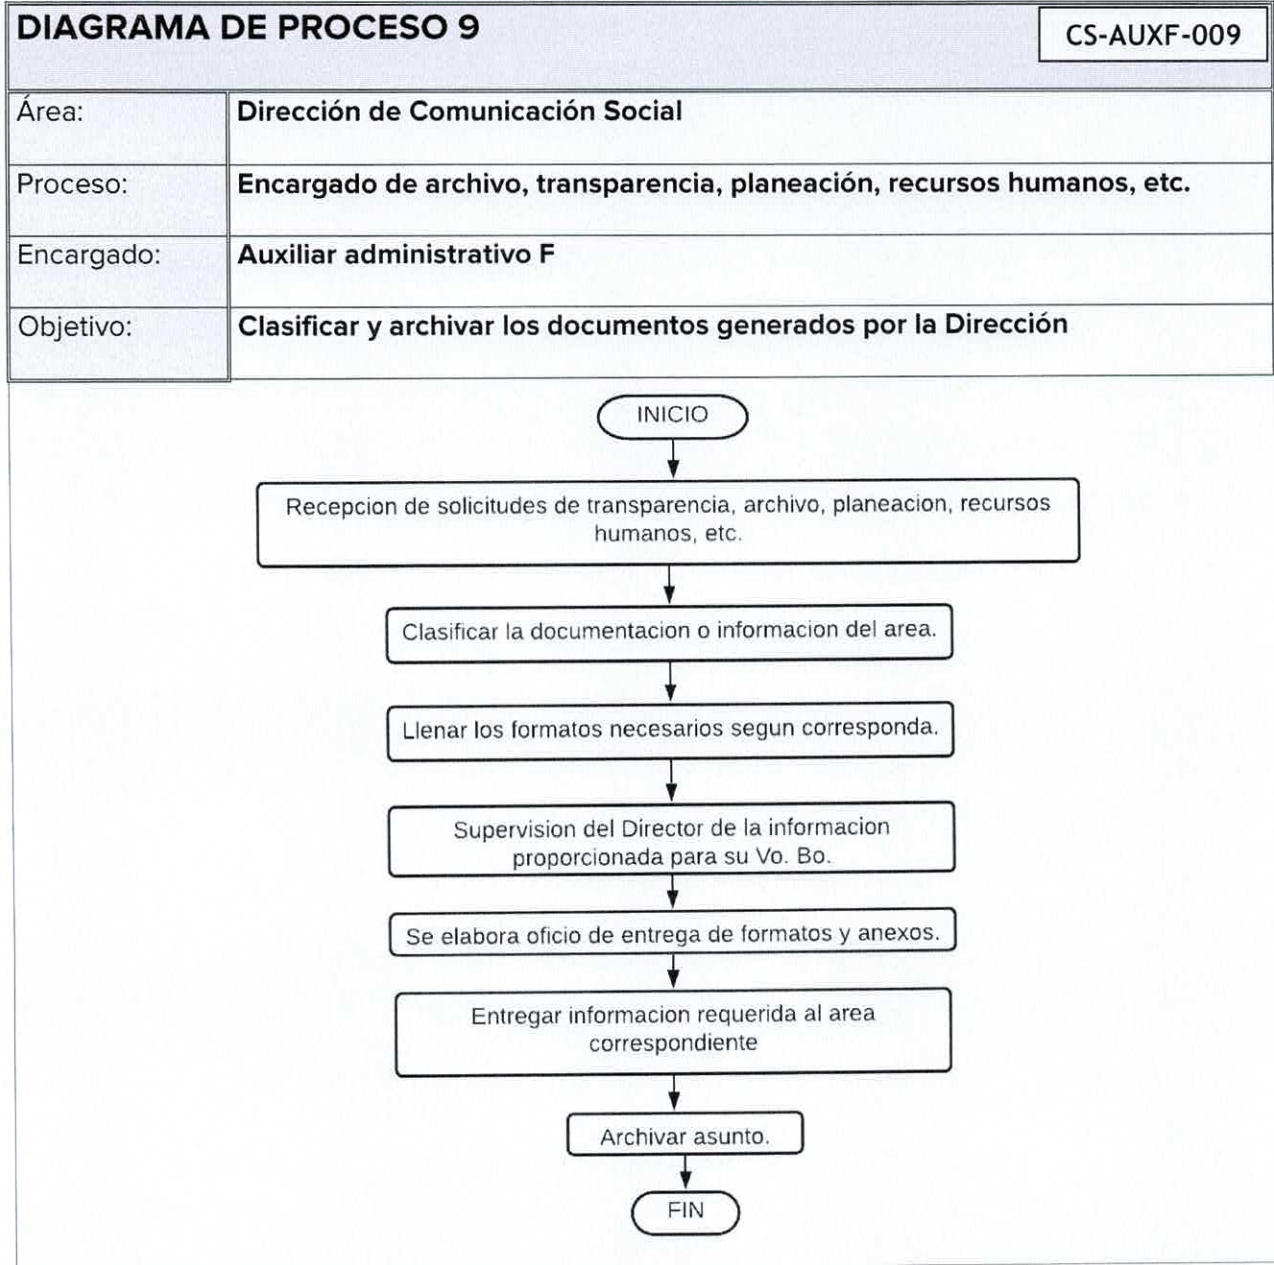 DIAGRAMA DE PROCESO 9
CS-AUXF-009
Área:
Dirección de Comunicación Social
Proceso:
Encargado de archivo, transparencia, planeación, recursos humanos, etc.
Encargado:
Auxiliar administrativo F
Objetivo:
Clasificar y archivar los documentos generados por la Dirección
INICIO
Recepcion de solicitudes de transparencia, archivo, planeacion, recursos
humanos, etc.
Clasificar la documentacion o informacion del area.
Llenar los formatos necesarios segun corresponda.
Supervision del Director de la informacion
proporcionada para su Vo. Bo.
Se elabora oficio de entrega de formatos y anexos.
Entregar informacion requerida al area
correspondiente
Archivar asunto.
FIN